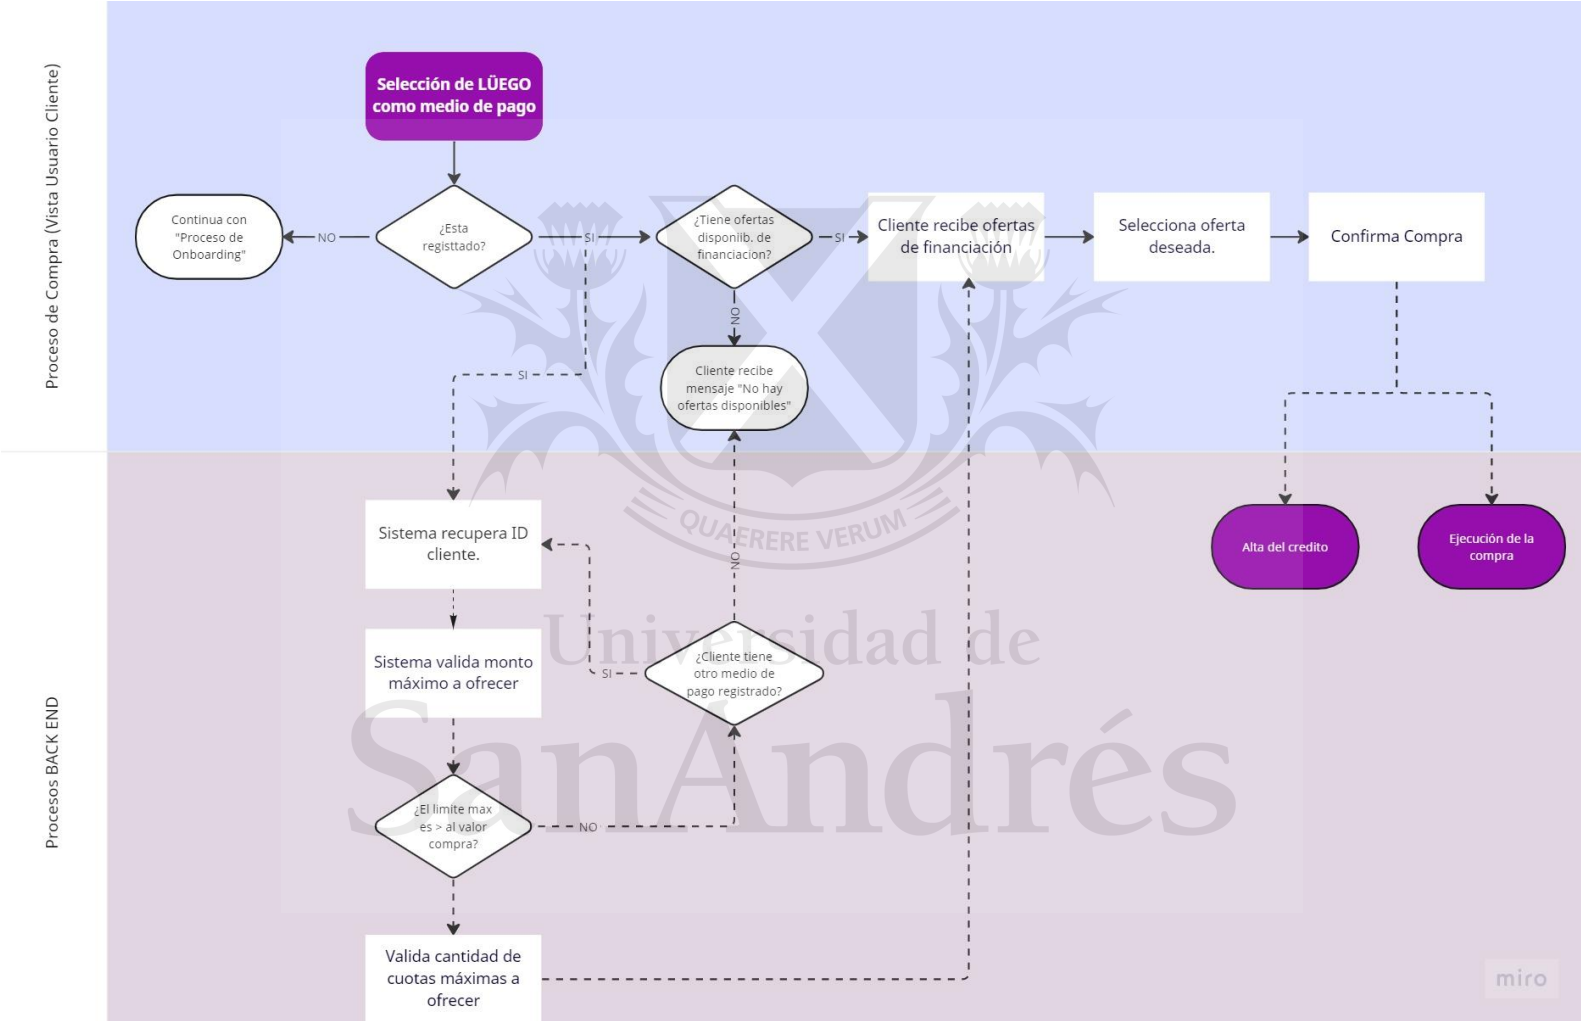 Proceso de Compra (Vista Usuario Cliente)
Selección de LÜEGO
como medio de pago
Continua con
"Proceso de
Onboarding"
NO
¿Esta
registtado?
SI
¿Tiene ofertas
disponiib. de
financiacion?
SI
Cliente recibe ofertas
de financiación
Selecciona oferta
deseada.
Confirma Compra
NO
SI
Cliente recibe
mensaje "No hay
ofertas disponibles"
Procesos BACK END
Sistema recupera ID
cliente.
QUAERERE VERUM
NO
Alta del credito
Ejecución de la
compra
Universidad de
SanAndrés
Sistema valida monto
máximo a ofrecer
SI
¿Cliente tiene
otro medio de
pago registrado?
¿El limite max
es > al valor
compra?
NO
Valida cantidad de
cuotas máximas a
ofrecer
miro